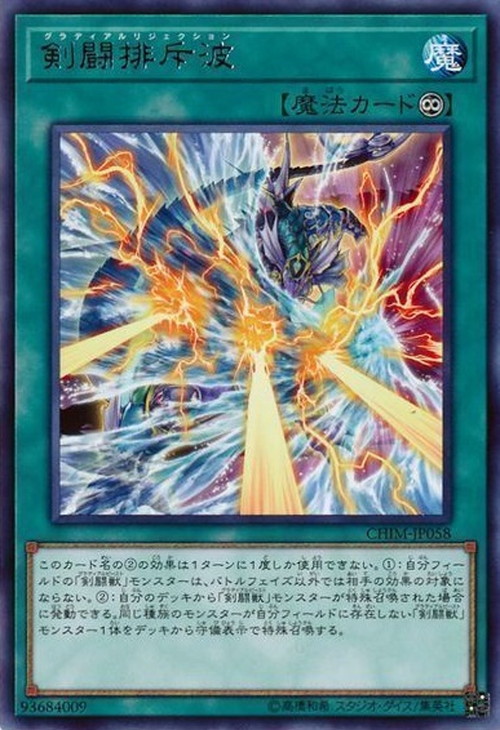 グラディアルリジェクション
剣闘排斥波
魔
【魔法カード】
CHIM-JP058
このカード名の②の効果は1ターンに1度しか使用できない。①:自分フィー
ルドの「剣闘獣」モンスターは、バトルフェイズ以外では相手の効果の対象に
ならない。②:自分のデッキから「剣闘獣」モンスターが特殊召喚された場合
に発動できる。同じ種族のモンスターが自分フィールドに存在しない「剣闘獣」
モンスター1体をデッキから守備表示で特殊召喚する。
93684009
©高橋和希 スタジオ・ダイス/集英社